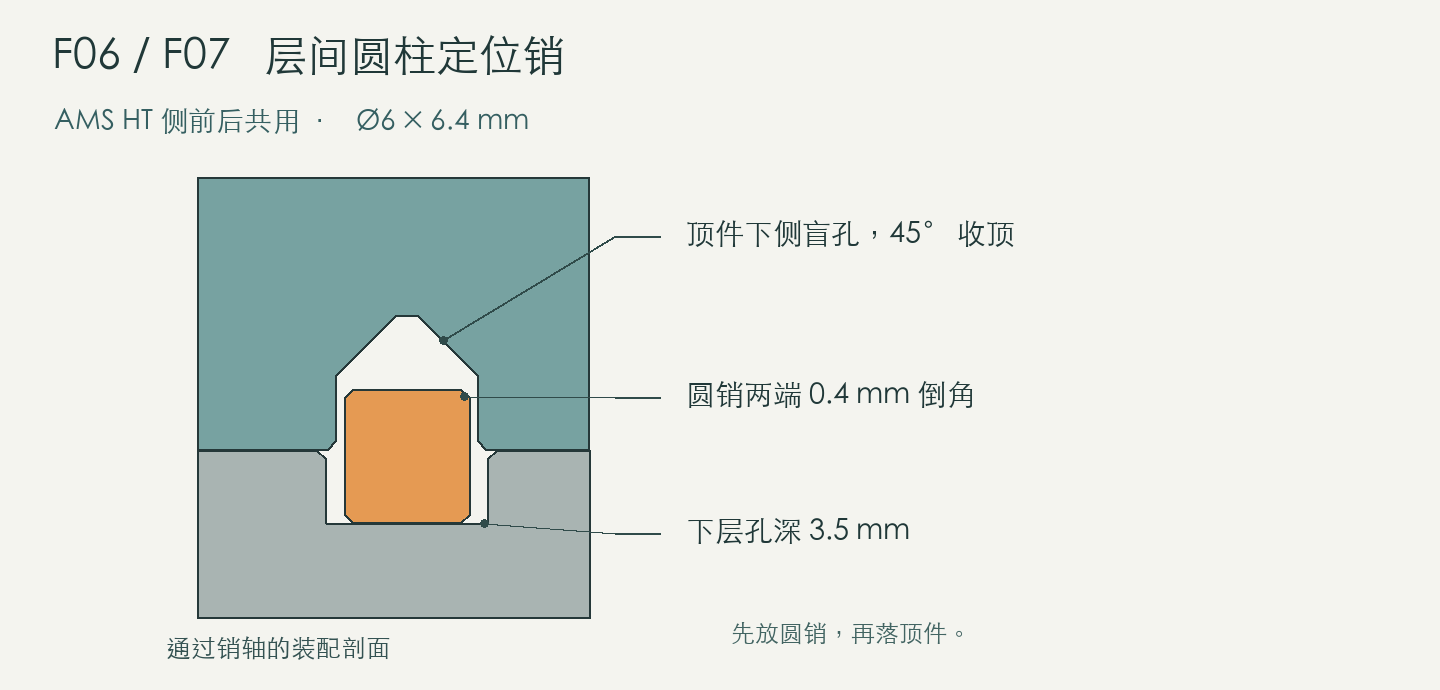 F06 / F07 层间圆柱定位销
AMS HT 侧前后共用 · Ø6 × 6.4 mm
顶件下侧盲孔，45° 收顶
圆销两端 0.4 mm 倒角
下层孔深 3.5 mm
先放圆销，再落顶件。
通过销轴的装配剖面